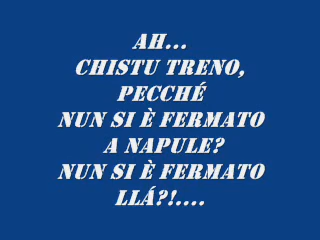 AH...
CHISTU TRENO,
PECCHÉ
NUN SI È FERMATO
A NAPULE?
NUN SI È FERMATO
LLÁ?!....